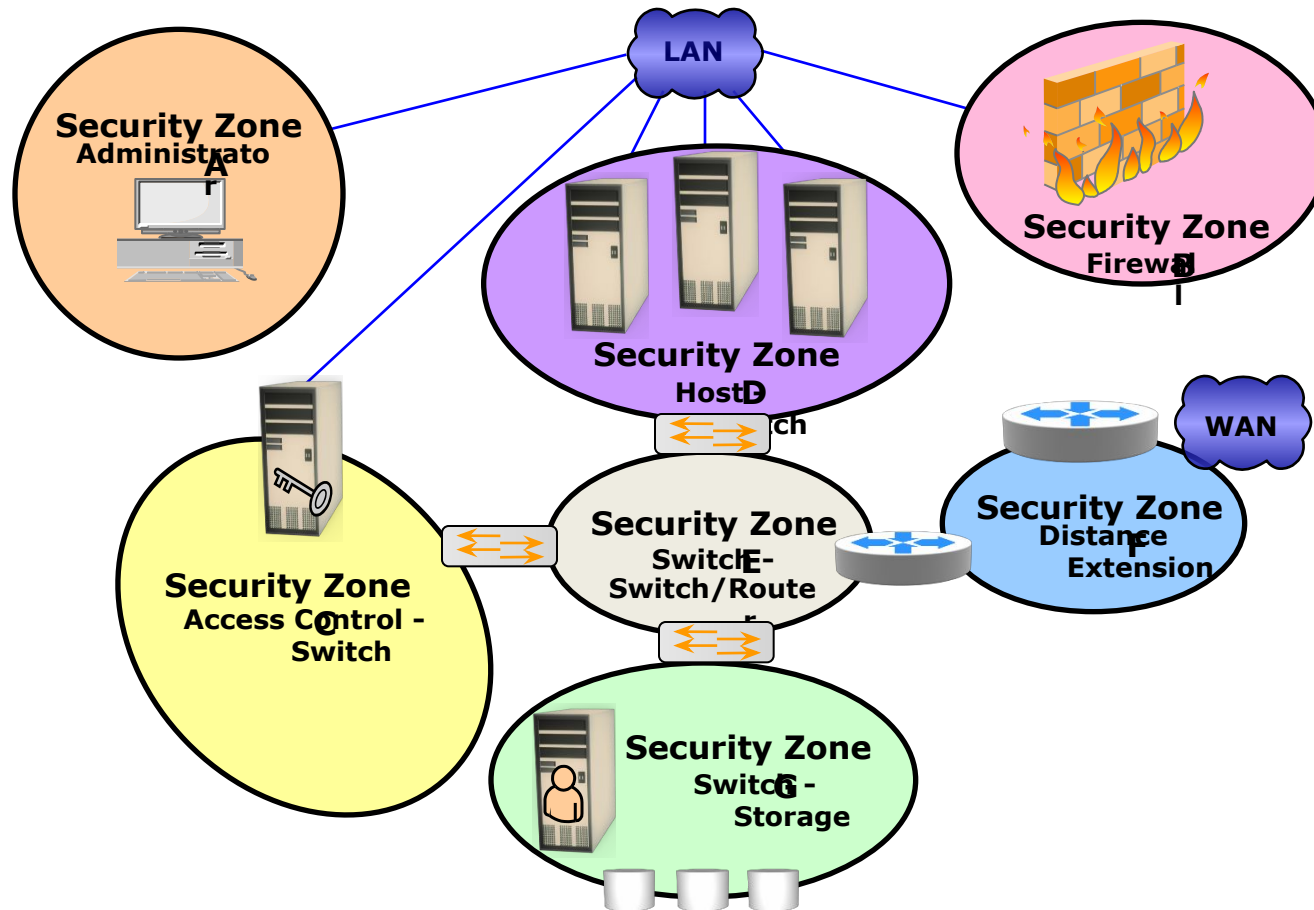 LAN
Security Zone
A
Administrato
r
Security Zone
B
Firewal
l
Security Zone
D
Host -
tch
WAN
Security Zone
E
Switch -
Switch/Route
r
Security Zone
F
Distance
Extension
Security Zone
C
Access Control -
Switch
Security Zone
G
Switch -
Storage